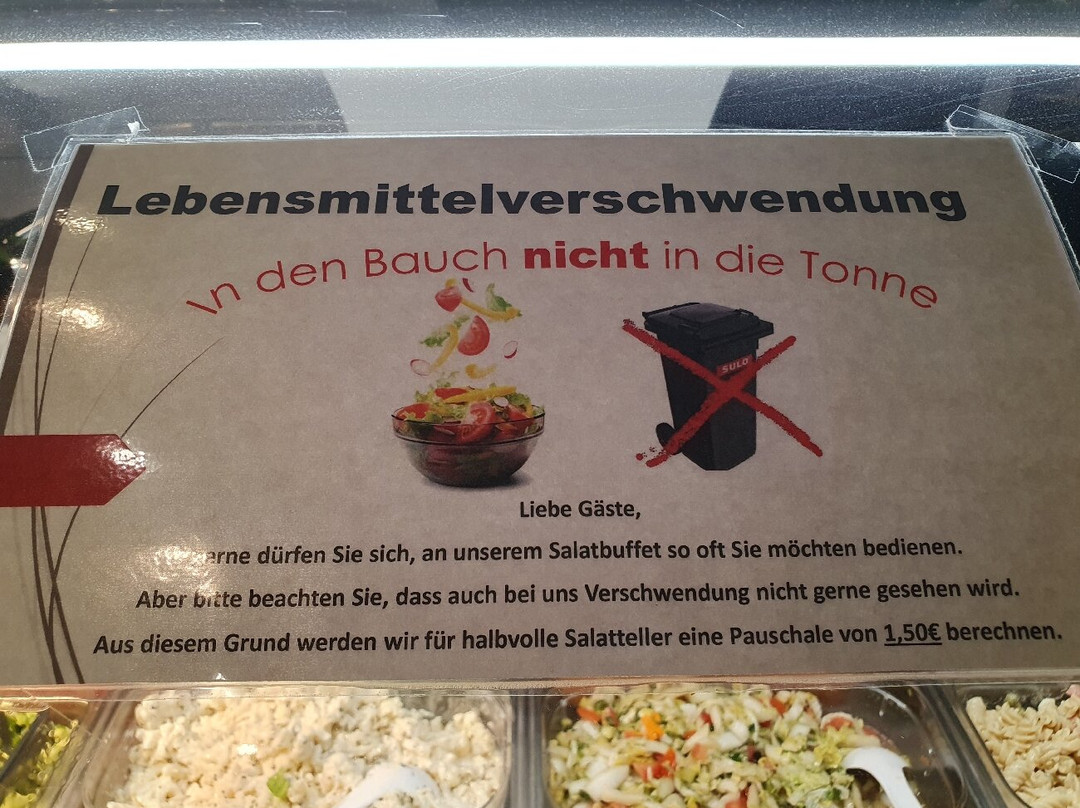 Lebensmittelverschwendung
In den Bauch nicht in die Tonne
SULO
Liebe Gäste,
dürfen Sie sich, an unserem Salatbuffet so oft Sie möchten bedienen.
Aber bitte beachten Sie, dass auch bei uns Verschwendung nicht gerne gesehen wird.
Aus diesem Grund werden wir für halbvolle Salatteller eine Pauschale von 1,50€ berechnen.